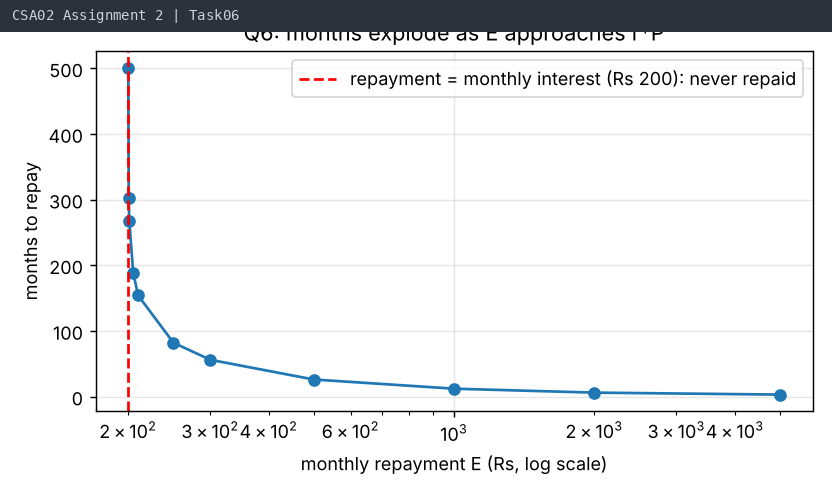 CSA02 Assignment 2 | Task06
Q6: months explode as E approaches r*P
repayment = monthly interest (Rs 200): never repaid
months to repay
500
400
300
200
100
0
2 × 10² 3 × 10² 4 × 10² 6 × 10² 10³ 2 × 10³ 3 × 10³ 4 × 10³
monthly repayment E (Rs, log scale)